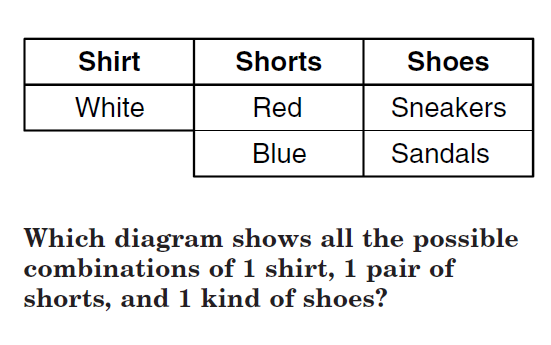 Shirt Shorts Shoes
White Red Sneakers
Blue Sandals
Which diagram shows all the possible
combinations of 1 shirt, 1 pair of
shorts, and 1 kind of shoes?